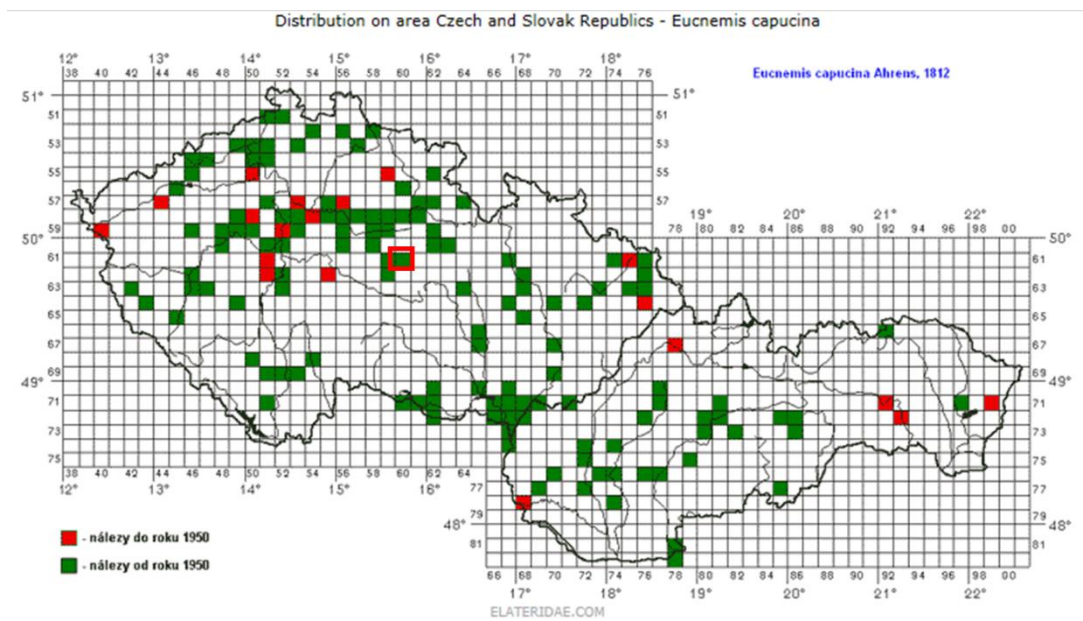 Distribution on area Czech and Slovak Republics - Eucnemis capucina
12° 13° 14° 15° 16° 17° 18°
38 40 42 44 46 48 50 52 54 56 58 60 62 64 66 68 70 72 74 76
Eucnemis capucina Ahrens, 1812
51° 51°
51 51
53 53
55 55
57 57
19° 20° 21° 22°
59 78 80 82 84 86 88 90 92 94 96 98 00
50° 50°
61 61
63 63
65 65
67 67
69 69
49° 49°
71 71
73 73
75 75
38 40 42 44 46 48 50 52 54 56 58 60 62 64
12° 13° 14° 15° 16°
77 77
79 79
48° 48°
81 81
- nálezy do roku 1950
- nálezy od roku 1950
66 68 70 72 74 76 78 80 82 84 86 88 90 92 94 96 98 00
17° 18° 19° 20° 21° 22°
ELATERIDAE.COM